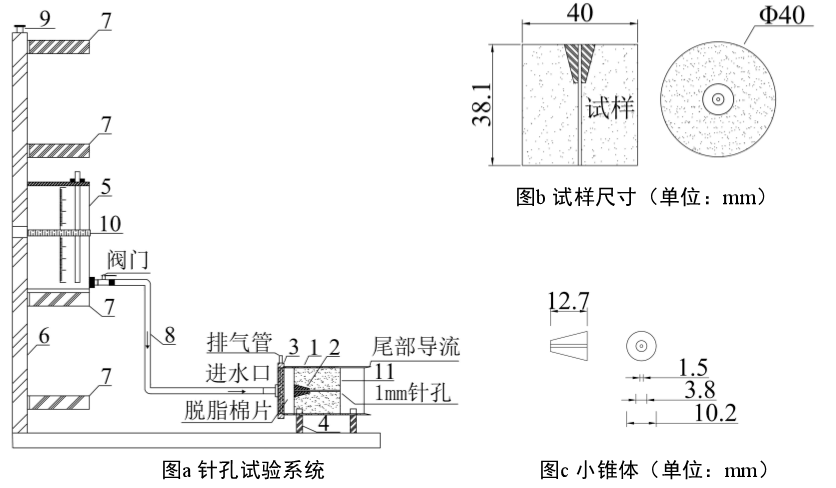 9
7
7
5
10
阀门
7
6
8
排气管
3
1
2
尾部导流
进水口
11
1mm针孔
7
脱脂棉片
4
图a 针孔试验系统
40
Φ40
38.1
试样
图b 试样尺寸（单位：mm）
12.7
1.5
3.8
10.2
图c 小锥体（单位：mm）